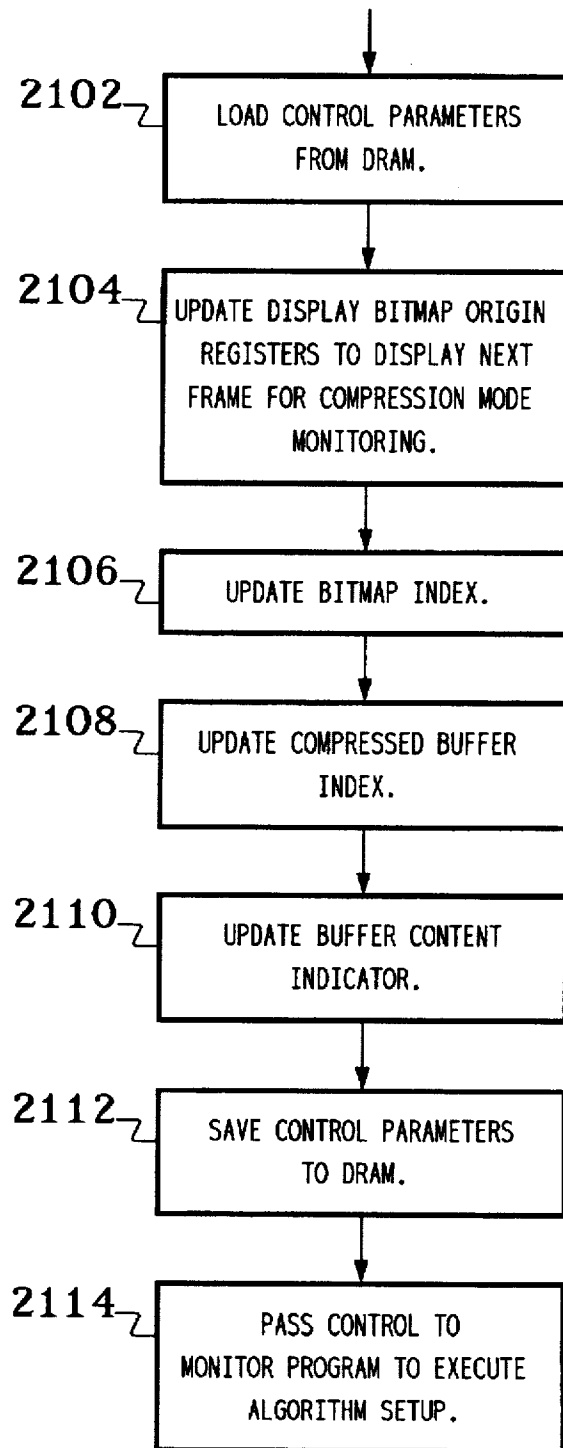 2102
LOAD CONTROL PARAMETERS
FROM DRAM.
2104
UPDATE DISPLAY BITMAP ORIGIN
REGISTERS TO DISPLAY NEXT
FRAME FOR COMPRESSION MODE
MONITORING.
2106
UPDATE BITMAP INDEX.
2108
UPDATE COMPRESSED BUFFER
INDEX.
2110
UPDATE BUFFER CONTENT
INDICATOR.
2112
SAVE CONTROL PARAMETERS
TO DRAM.
2114
PASS CONTROL TO
MONITOR PROGRAM TO EXECUTE
ALGORITHM SETUP.